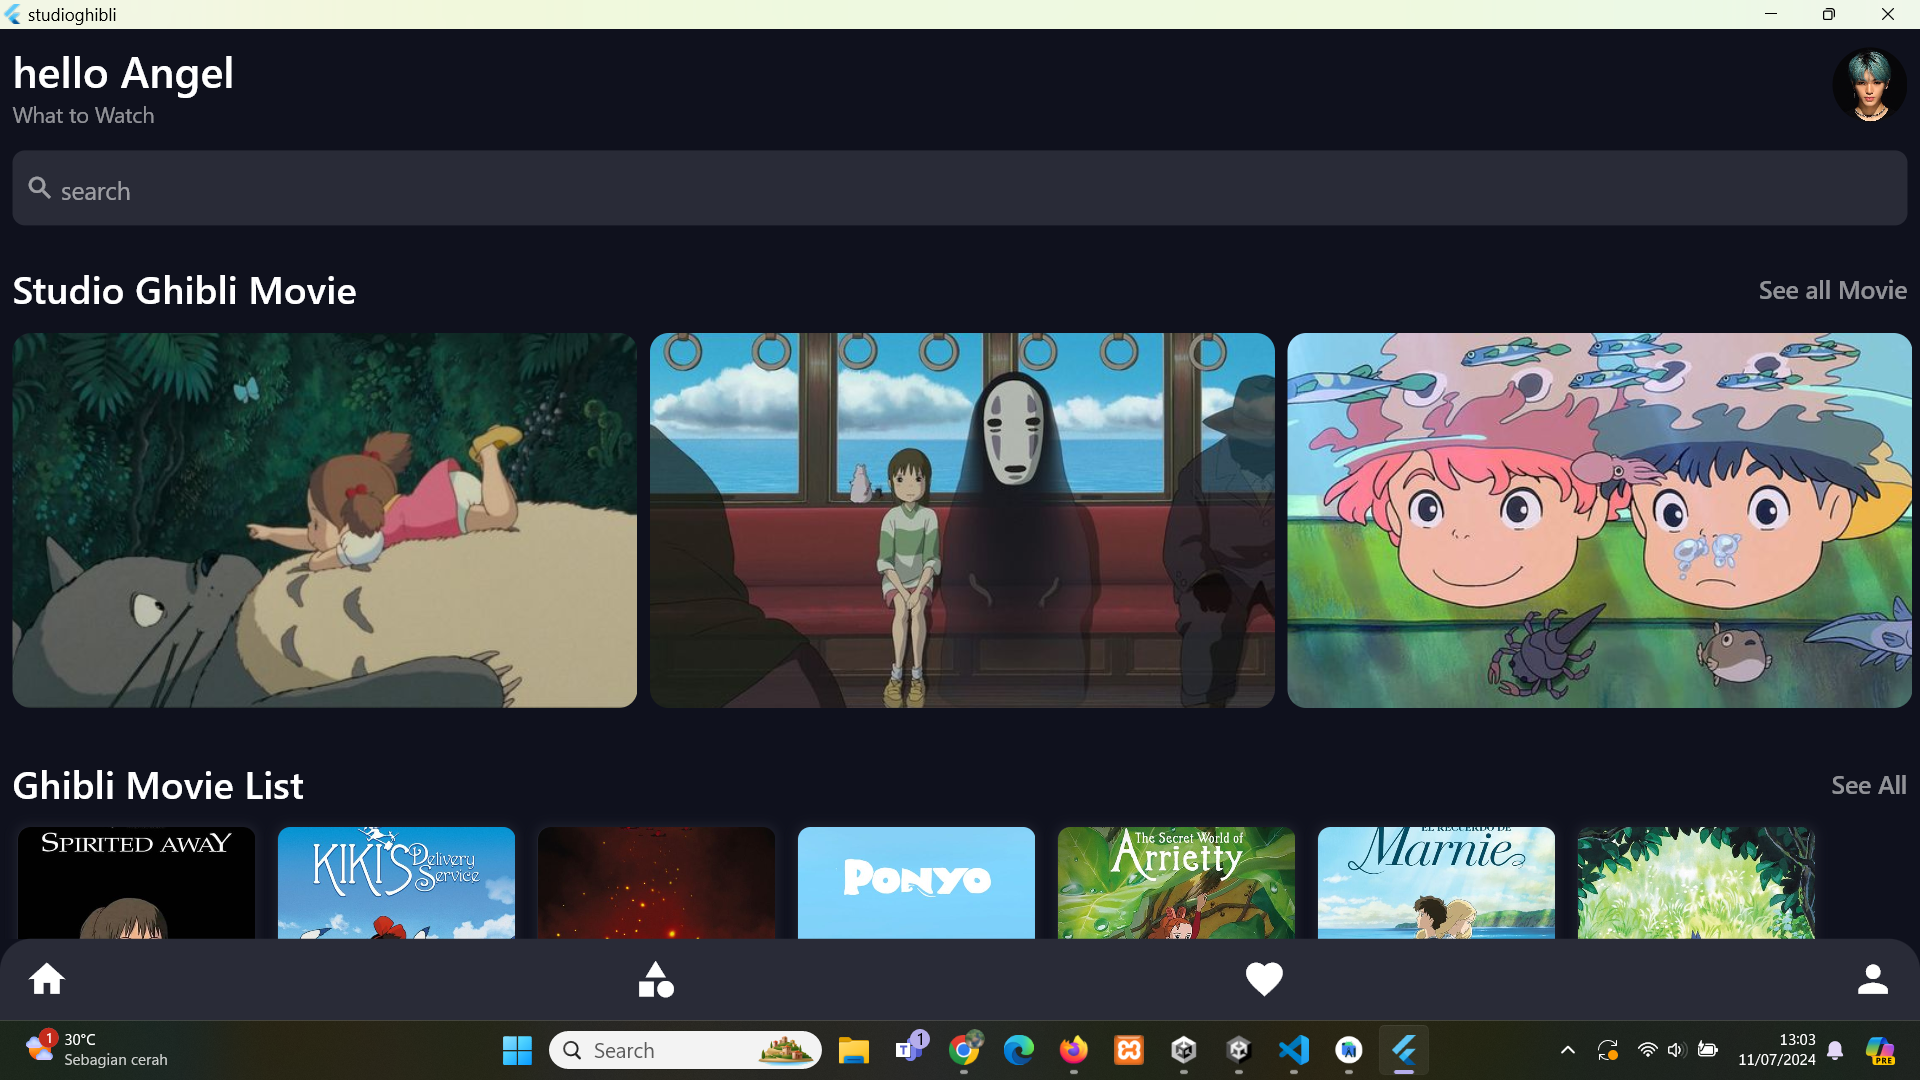 studioghibli
hello Angel
What to Watch
search
Studio Ghibli Movie
See all Movie
Ghibli Movie List
See All
SPIRITED AWAY
KIKI'S Delivery Service
PONYO
The Secret World of
Arrietty
EL RECUERDO DE
Marnie
1
30°C
Sebagian cerah
Search
1
13:03
11/07/2024
PRE